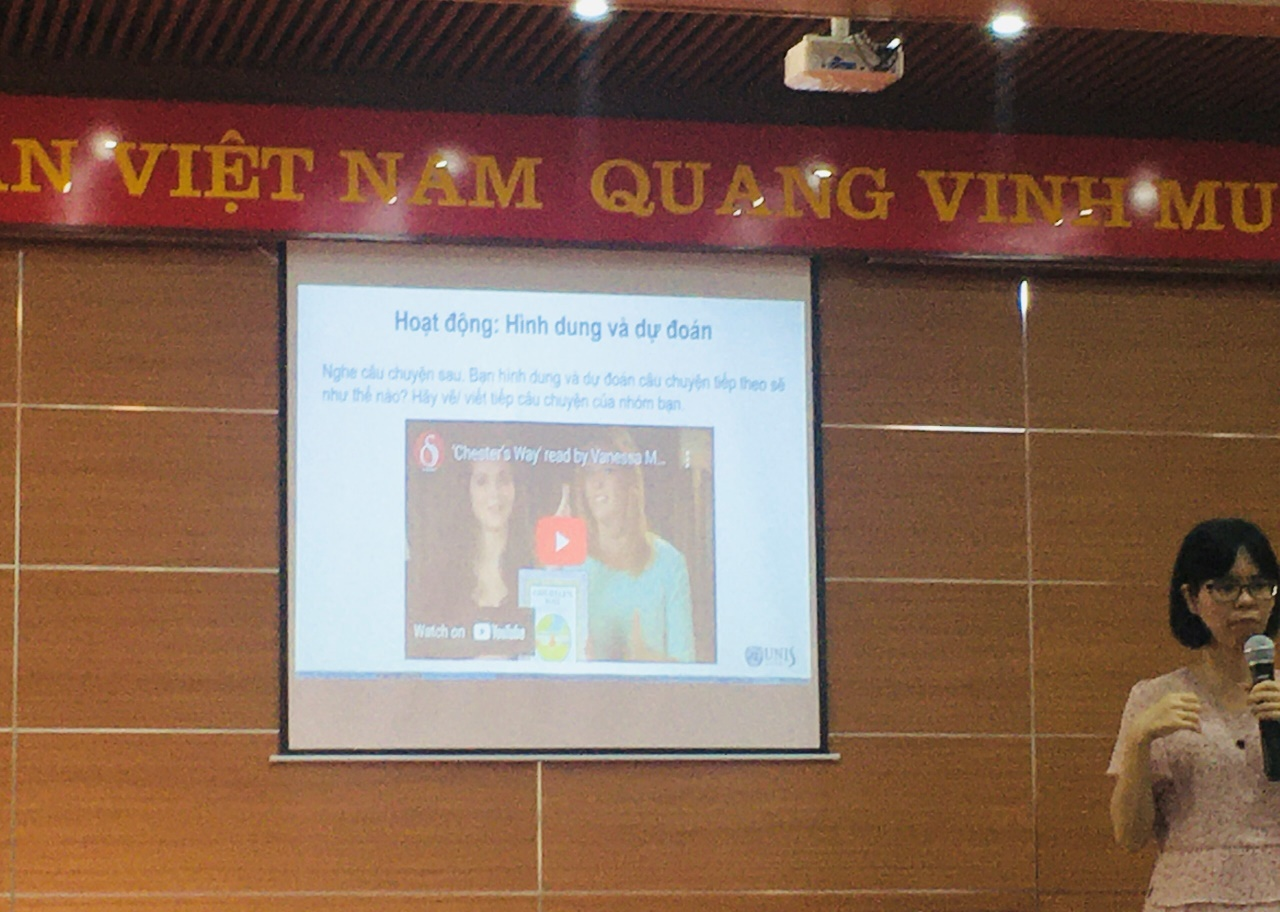 VIỆT NAM QUANG VINH MU
Hoạt động: Hình dung và dự đoán
Nghe câu chuyện sau. Bạn hình dung và dự đoán câu chuyện tiếp theo sẽ
như thế nào? Hãy vẽ/ viết tiếp câu chuyện của nhóm bạn.
'Chester's Way' read by Vanessa M...
Watch on YouTube
UNIS